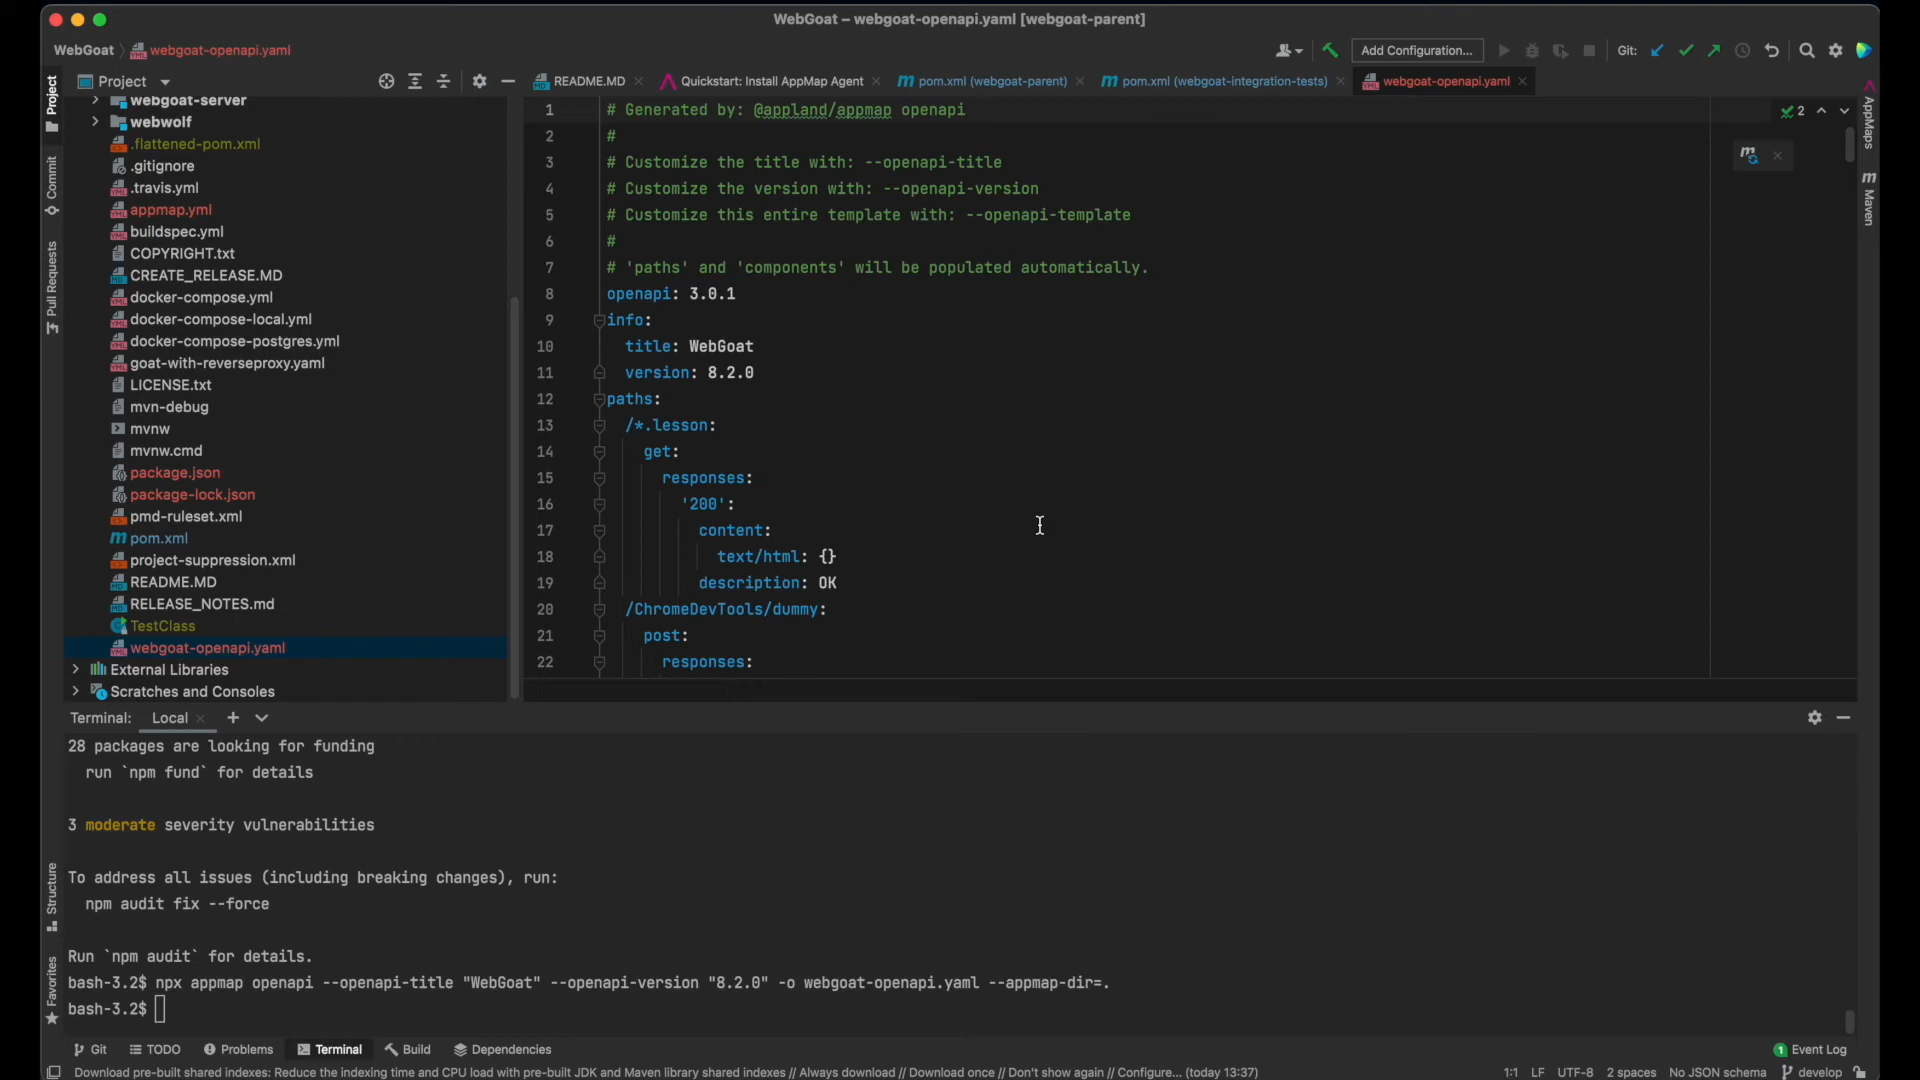 WebGoat – webgoat-openapi.yaml [webgoat-parent]
WebGoat
webgoat-openapi.yaml
Add Configuration...
Git:
Project
README.MD
Quickstart: Install AppMap Agent
pom.xml (webgoat-parent)
pom.xml (webgoat-integration-tests)
webgoat-openapi.yaml
Project
Commit
Pull Requests
Structure
Favorites
webgoat-server
webwolf
.flattened-pom.xml
.gitignore
.travis.yml
appmap.yml
buildspec.yml
COPYRIGHT.txt
CREATE_RELEASE.MD
docker-compose.yml
docker-compose-local.yml
docker-compose-postgres.yml
goat-with-reverseproxy.yaml
LICENSE.txt
mvn-debug
mvnw
mvnw.cmd
package.json
package-lock.json
pmd-ruleset.xml
pom.xml
project-suppression.xml
README.MD
RELEASE_NOTES.md
TestClass
webgoat-openapi.yaml
External Libraries
Scratches and Consoles
1 # Generated by: @appland/appmap openapi
2 #
3 # Customize the title with: --openapi-title
4 # Customize the version with: --openapi-version
5 # Customize this entire template with: --openapi-template
6 #
7 # 'paths' and 'components' will be populated automatically.
8 openapi: 3.0.1
9 info:
10 title: WebGoat
11 version: 8.2.0
12 paths:
13 /*.lesson:
14 get:
15 responses:
16 '200':
17 content:
18 text/html: {}
19 description: OK
20 /ChromeDevTools/dummy:
21 post:
22 responses:
2
AppMaps
Maven
Terminal: Local
28 packages are looking for funding
run `npm fund` for details
3 moderate severity vulnerabilities
To address all issues (including breaking changes), run:
npm audit fix --force
Run `npm audit` for details.
bash-3.2$ npx appmap openapi --openapi-title "WebGoat" --openapi-version "8.2.0" -o webgoat-openapi.yaml --appmap-dir=.
bash-3.2$
Git
TODO
Problems
Terminal
Build
Dependencies
1 Event Log
Download pre-built shared indexes: Reduce the indexing time and CPU load with pre-built JDK and Maven library shared indexes // Always download // Download once // Don't show again // Configure... (today 13:37)
1:1 LF UTF-8 2 spaces No JSON schema develop